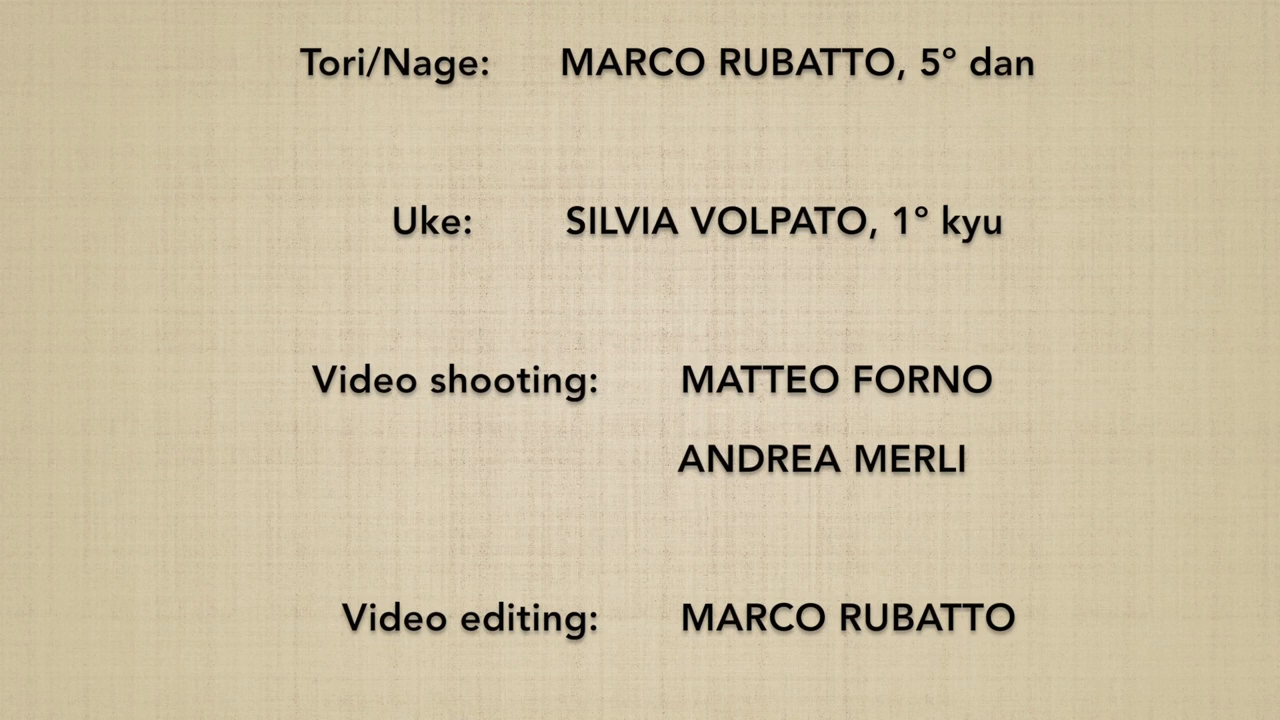 Tori/Nage: MARCO RUBATTO, 5° dan
Uke: SILVIA VOLPATO, 1° kyu
Video shooting: MATTEO FORNO
ANDREA MERLI
Video editing: MARCO RUBATTO